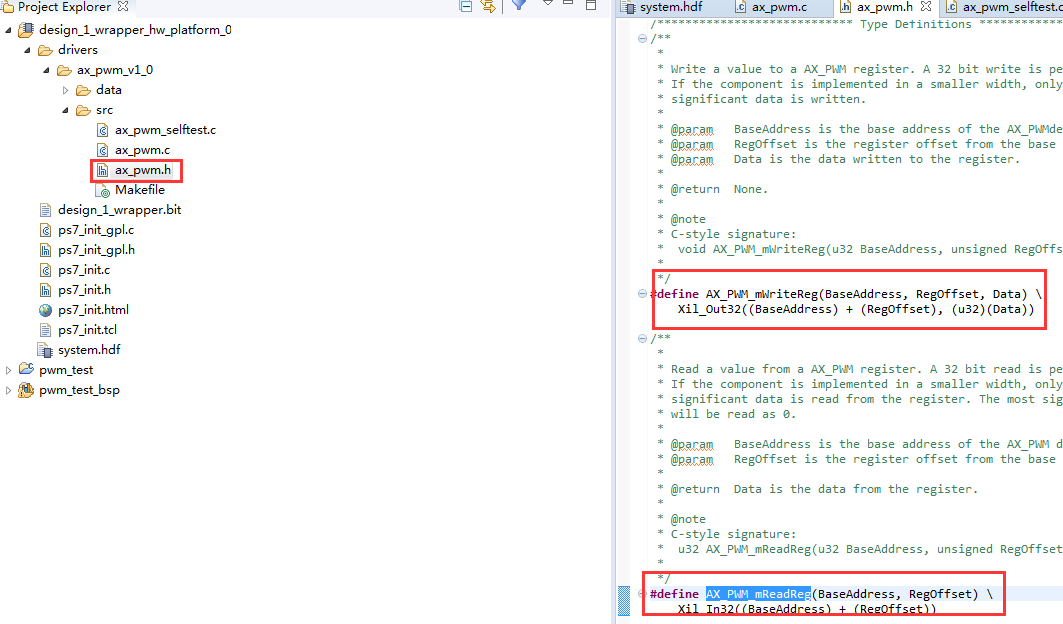 Project Explorer
design_1_wrapper_hw_platform_0
drivers
ax_pwm_v1_0
data
src
ax_pwm_selftest.c
ax_pwm.c
ax_pwm.h
Makefile
design_1_wrapper.bit
ps7_init_gpl.c
ps7_init_gpl.h
ps7_init.c
ps7_init.h
ps7_init.html
ps7_init.tcl
system.hdf
pwm_test
pwm_test_bsp
system.hdf ax_pwm.c ax_pwm.h ax_pwm_selftest.c
/************************** Type Definitions ************
/**
*
* Write a value to a AX_PWM register. A 32 bit write is pe
* If the component is implemented in a smaller width, only
* significant data is written.
*
* @param BaseAddress is the base address of the AX_PWMde
* @param RegOffset is the register offset from the base
* @param Data is the data written to the register.
*
* @return None.
*
* @note
* C-style signature:
* void AX_PWM_mWriteReg(u32 BaseAddress, unsigned RegOffs
*
*/
#define AX_PWM_mWriteReg(BaseAddress, RegOffset, Data) \
Xil_Out32((BaseAddress) + (RegOffset), (u32)(Data))
/**
*
* Read a value from a AX_PWM register. A 32 bit read is pe
* If the component is implemented in a smaller width, only
* significant data is read from the register. The most sig
* will be read as 0.
*
* @param BaseAddress is the base address of the AX_PWM d
* @param RegOffset is the register offset from the base
*
* @return Data is the data from the register.
*
* @note
* C-style signature:
* u32 AX_PWM_mReadReg(u32 BaseAddress, unsigned RegOffset
*
*/
#define AX_PWM_mReadReg(BaseAddress, RegOffset) \
Xil_In32((BaseAddress) + (RegOffset))